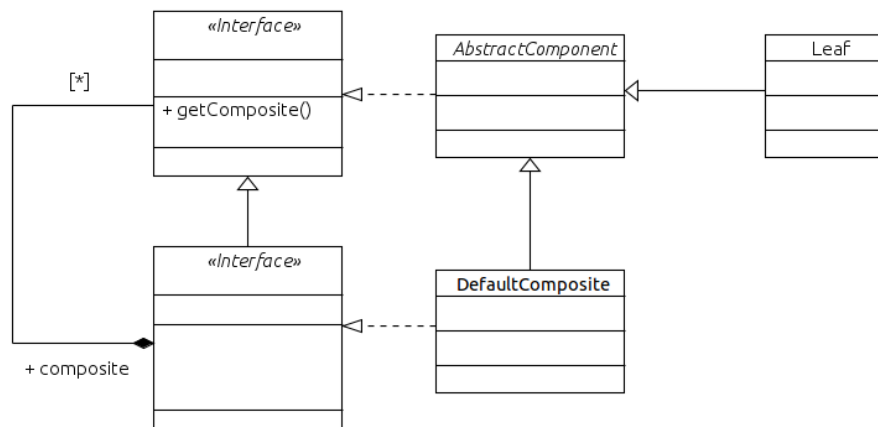 «Interface»
AbstractComponent
Leaf
[*]
+ getComposite()
«Interface»
DefaultComposite
+ composite